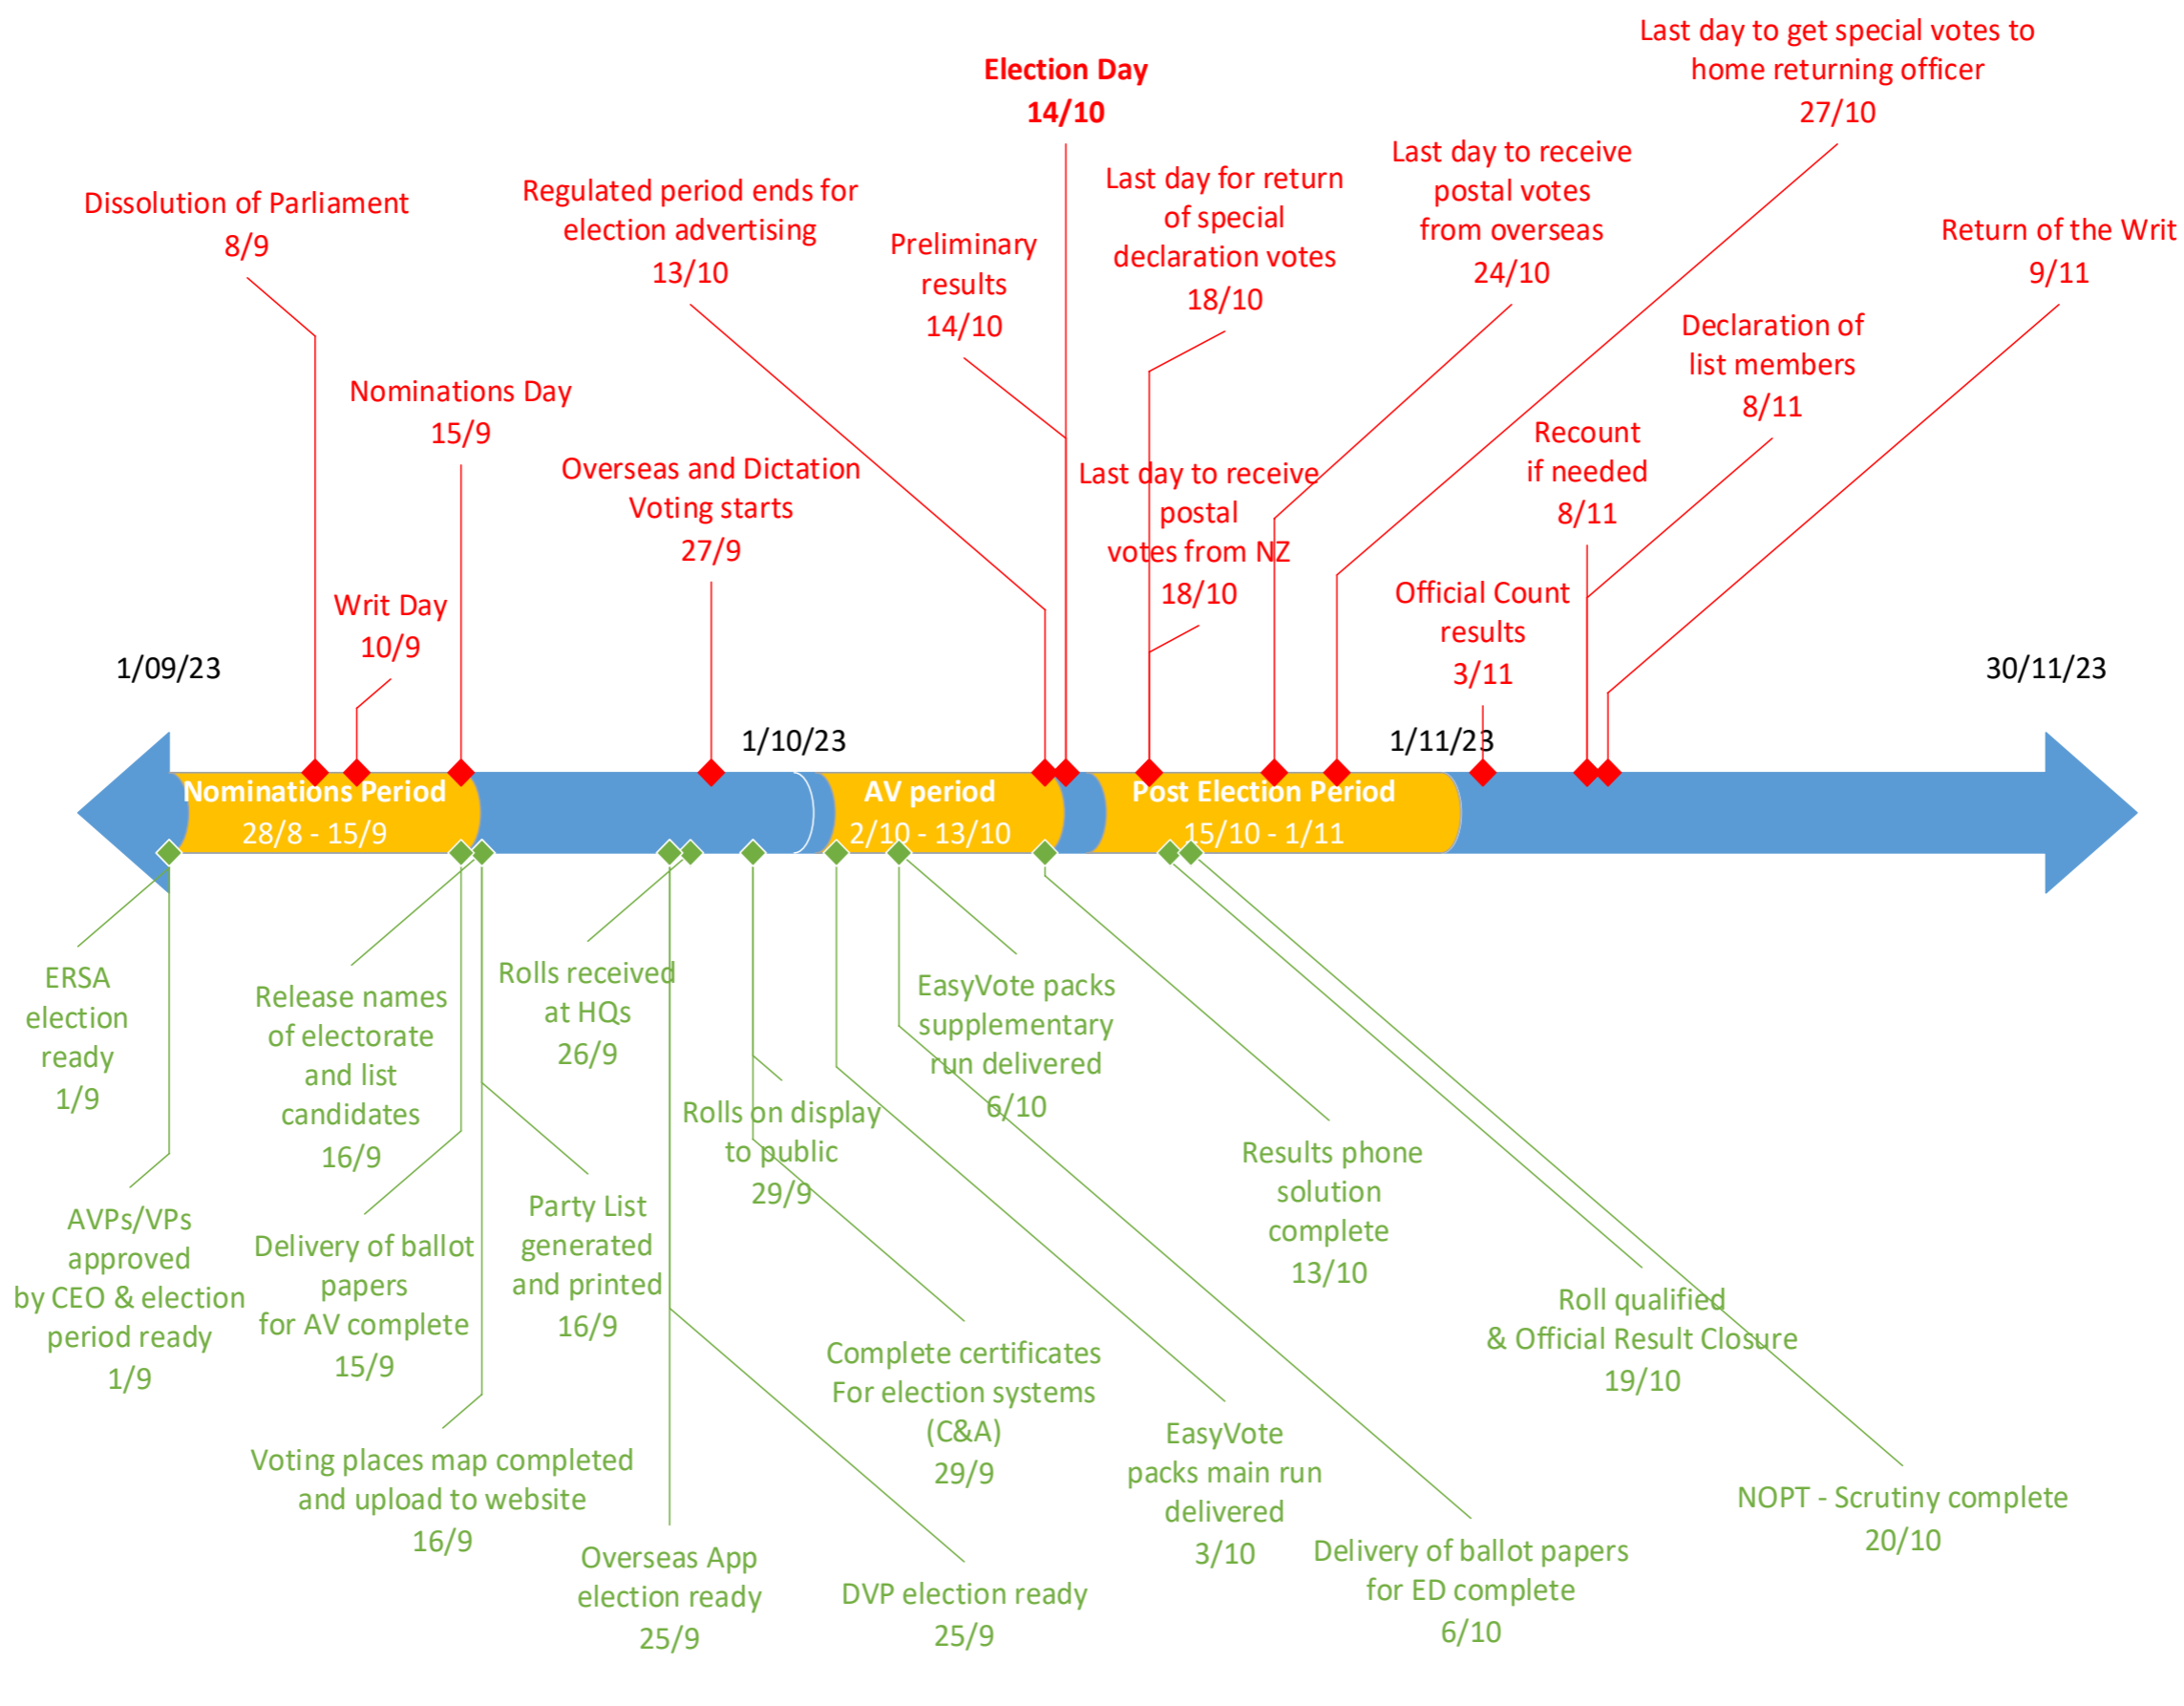 Last day to get special votes to
home returning officer
27/10
Election Day
14/10
Last day to receive
postal votes
from overseas
24/10
Last day for return
of special
declaration votes
18/10
Regulated period ends for
election advertising
13/10
Dissolution of Parliament
8/9
Preliminary
results
14/10
Return of the Writ
9/11
Declaration of
list members
8/11
Nominations Day
15/9
Recount
if needed
8/11
Overseas and Dictation
Voting starts
27/9
Last day to receive
postal
votes from NZ
18/10
Writ Day
10/9
Official Count
results
3/11
1/09/23
30/11/23
1/10/23
1/11/23
Nominations Period
28/8 - 15/9
AV period
2/10 - 13/10
Post Election Period
15/10 - 1/11
ERSA
election
ready
1/9
Release names
of electorate
and list
candidates
16/9
Rolls received
at HQs
26/9
EasyVote packs
supplementary
run delivered
6/10
Rolls on display
to public
29/9
Results phone
solution
complete
13/10
AVPs/VPs
approved
by CEO & election
period ready
1/9
Delivery of ballot
papers
for AV complete
15/9
Party List
generated
and printed
16/9
Roll qualified
& Official Result Closure
19/10
Complete certificates
For election systems
(C&A)
29/9
EasyVote
packs main run
delivered
3/10
Voting places map completed
and upload to website
16/9
NOPT - Scrutiny complete
20/10
Overseas App
election ready
25/9
DVP election ready
25/9
Delivery of ballot papers
for ED complete
6/10